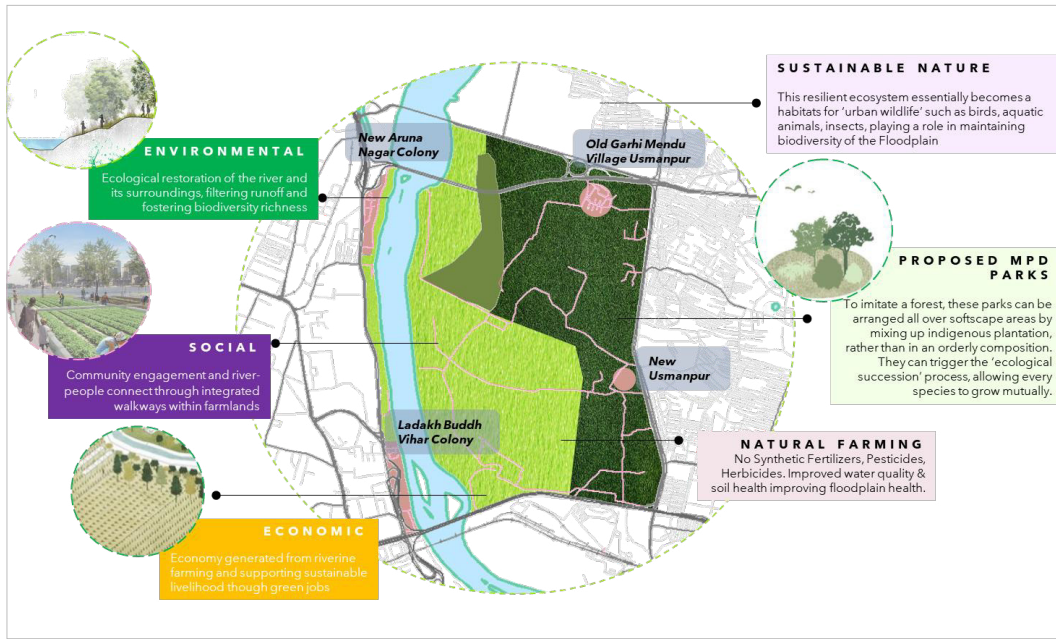 SUSTAINABLE NATURE
This resilient ecosystem essentially becomes a
habitats for 'urban wildlife' such as birds, aquatic
animals, insects, playing a role in maintaining
biodiversity of the Floodplain
New Aruna
Nagar Colony
Old Garhi Mendu
Village Usmanpur
ENVIRONMENTAL
Ecological restoration of the river and
its surroundings, filtering runoff and
fostering biodiversity richness
PROPOSED MPD
PARKS
To imitate a forest, these parks can be
arranged all over softscape areas by
mixing up indigenous plantation,
rather than in an orderly composition.
They can trigger the 'ecological
succession' process, allowing every
species to grow mutually.
SOCIAL
Community engagement and river-
people connect through integrated
walkways within farmlands
New
Usmanpur
Ladakh Buddh
Vihar Colony
NATURAL FARMING
No Synthetic Fertilizers, Pesticides,
Herbicides. Improved water quality &
soil health improving floodplain health.
ECONOMIC
Economy generated from riverine
farming and supporting sustainable
livelihood though green jobs